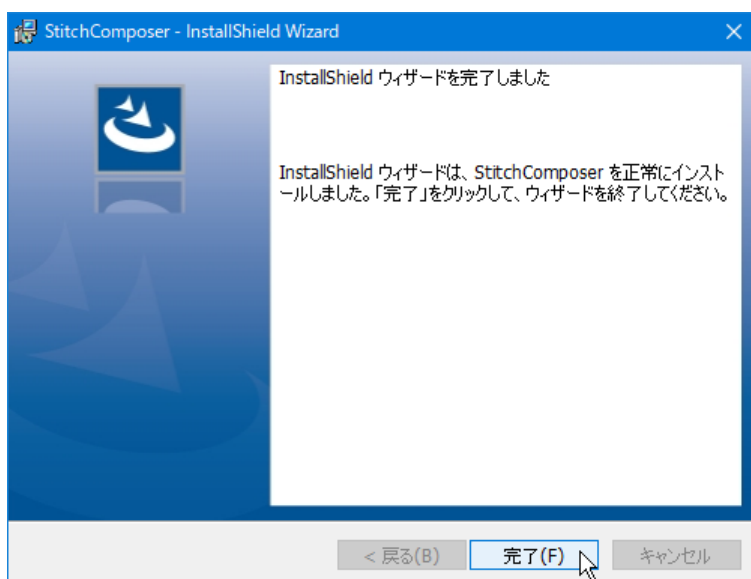 StitchComposer - InstallShield Wizard
InstallShield ウィザードを完了しました
InstallShield ウィザードは、StitchComposer を正常にインスト
ールしました。「完了」をクリックして、ウィザードを終了してください。
< 戻る(B) 完了(F) キャンセル